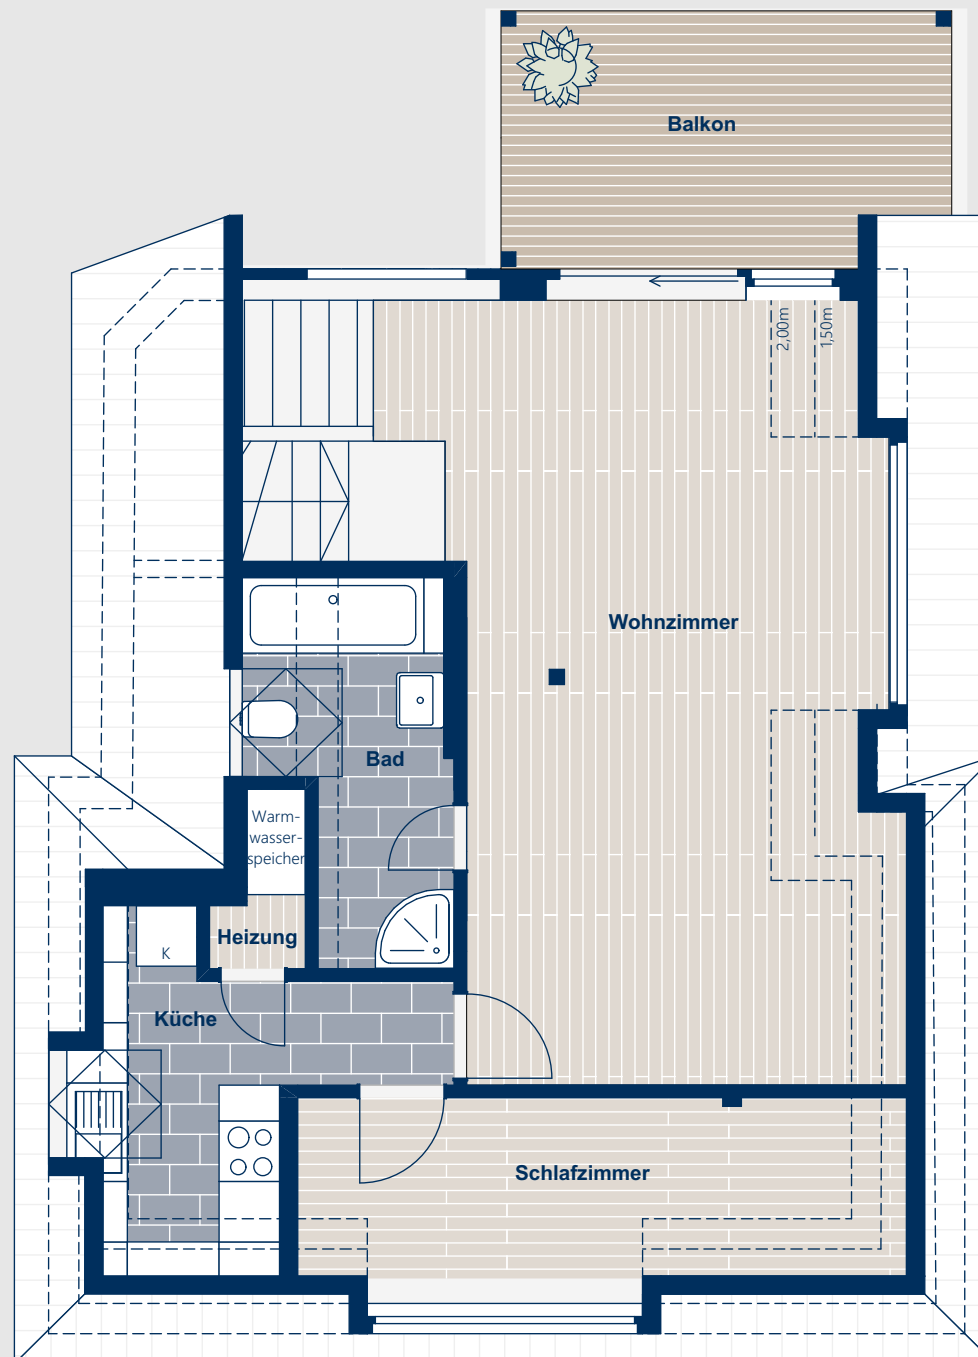 Balkon
2,00m
1,50m
Wohnzimmer
Bad
Warm-
wasser-
speicher
Heizung
K
Küche
Schlafzimmer